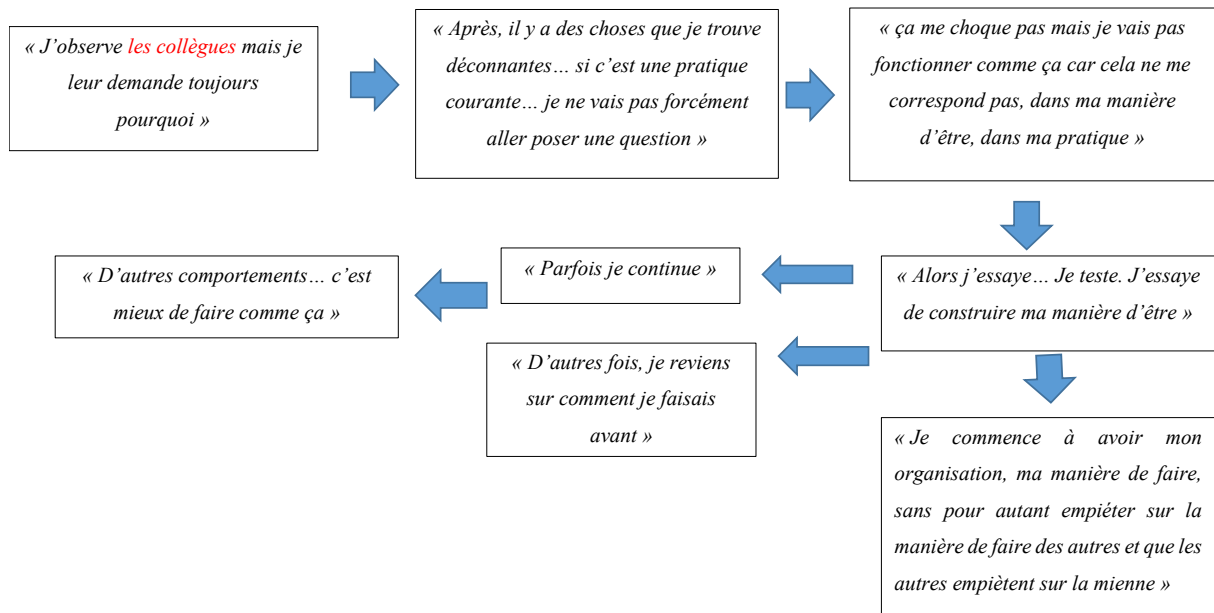 « J’observe les collègues mais je
leur demande toujours
pourquoi »
« Après, il y a des choses que je trouve
déconnantes… si c’est une pratique
courante… je ne vais pas forcément
aller poser une question »
« ça me choque pas mais je vais pas
fonctionner comme ça car cela ne me
correspond pas, dans ma manière
d’être, dans ma pratique »
« Alors j’essaye… Je teste. J’essaye
de construire ma manière d’être »
« Parfois je continue »
« D’autres comportements… c’est
mieux de faire comme ça »
« D’autres fois, je reviens
sur comment je faisais
avant »
« Je commence à avoir mon
organisation, ma manière de faire,
sans pour autant empiéter sur la
manière de faire des autres et que les
autres empiètent sur la mienne »